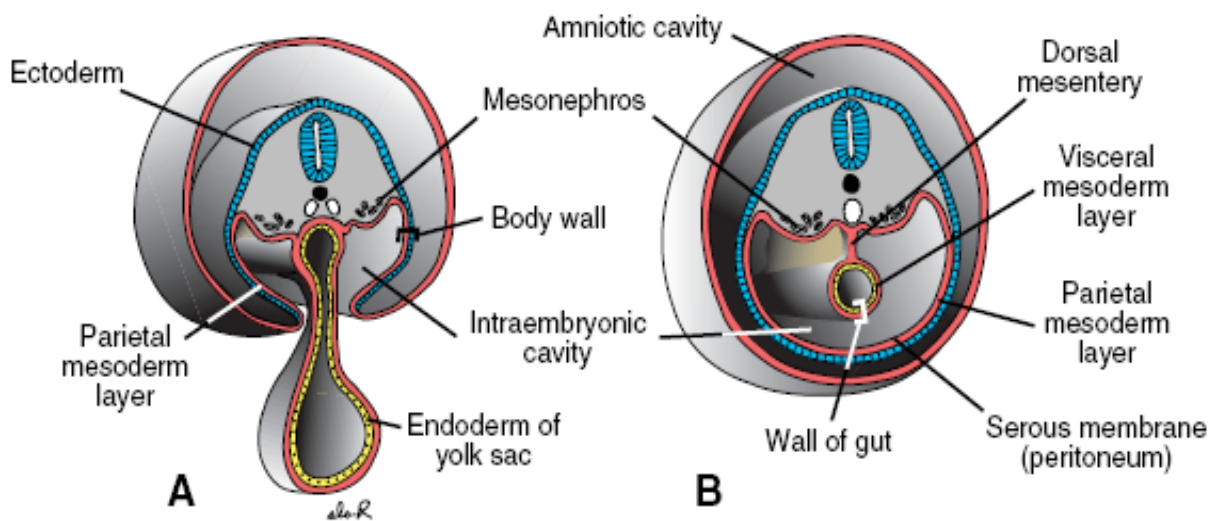 Amniotic cavity
Dorsal
mesentery
Ectoderm
Mesonephros
Visceral
mesoderm
layer
Body wall
Parietal
mesoderm
layer
Intraembryonic
cavity
Parietal
mesoderm
layer
Endoderm of
yolk sac
Wall of gut
Serous membrane
(peritoneum)
A
B